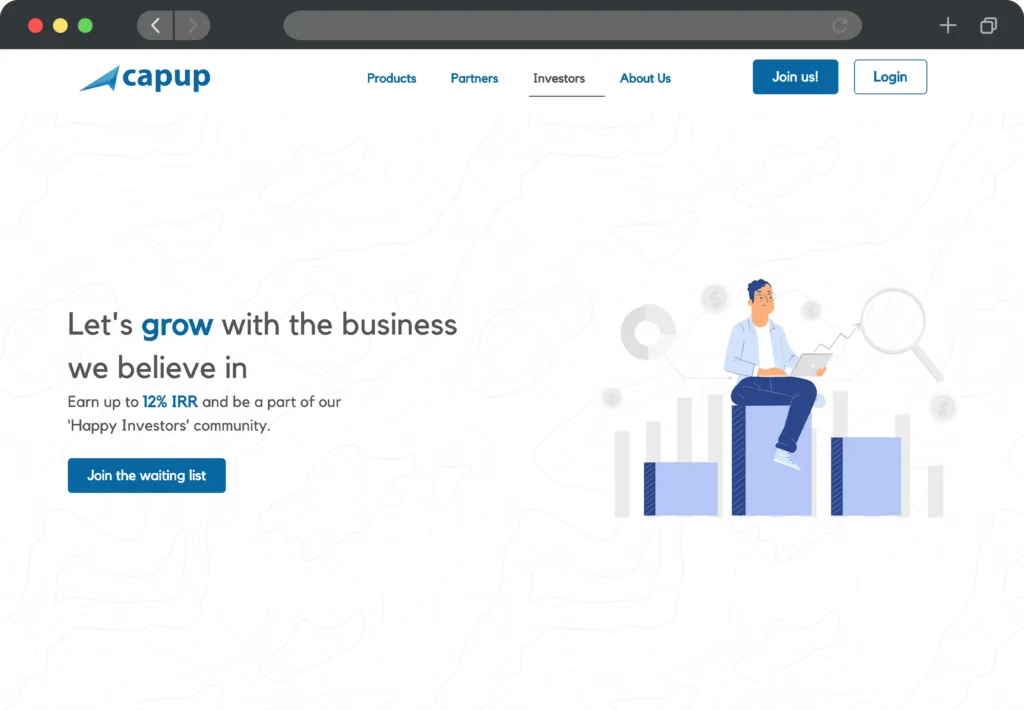 capup
Products Partners Investors About Us Join us! Login
Let's grow with the business
we believe in
Earn up to 12% IRR and be a part of our
‘Happy Investors’ community.
Join the waiting list